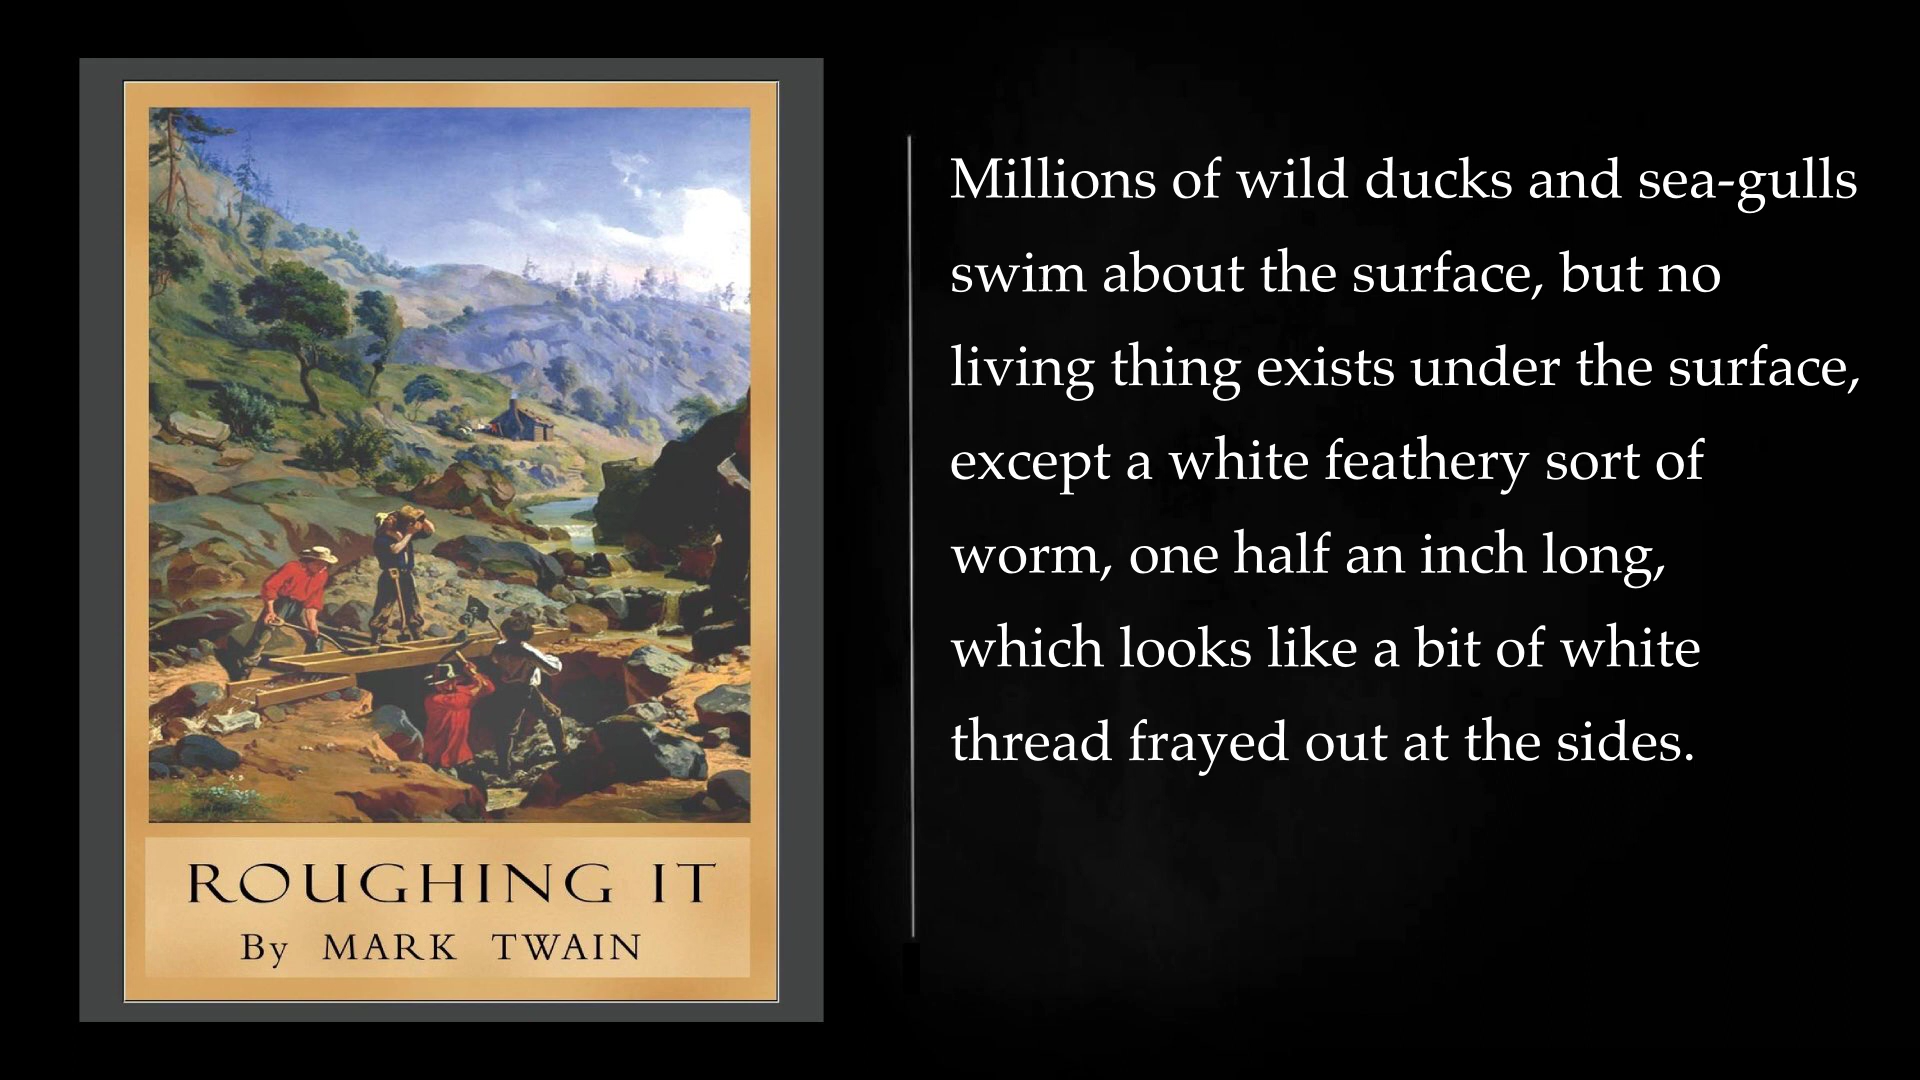 ROUGHING IT
By MARK TWAIN
Millions of wild ducks and sea-gulls
swim about the surface, but no
living thing exists under the surface,
except a white feathery sort of
worm, one half an inch long,
which looks like a bit of white
thread frayed out at the sides.